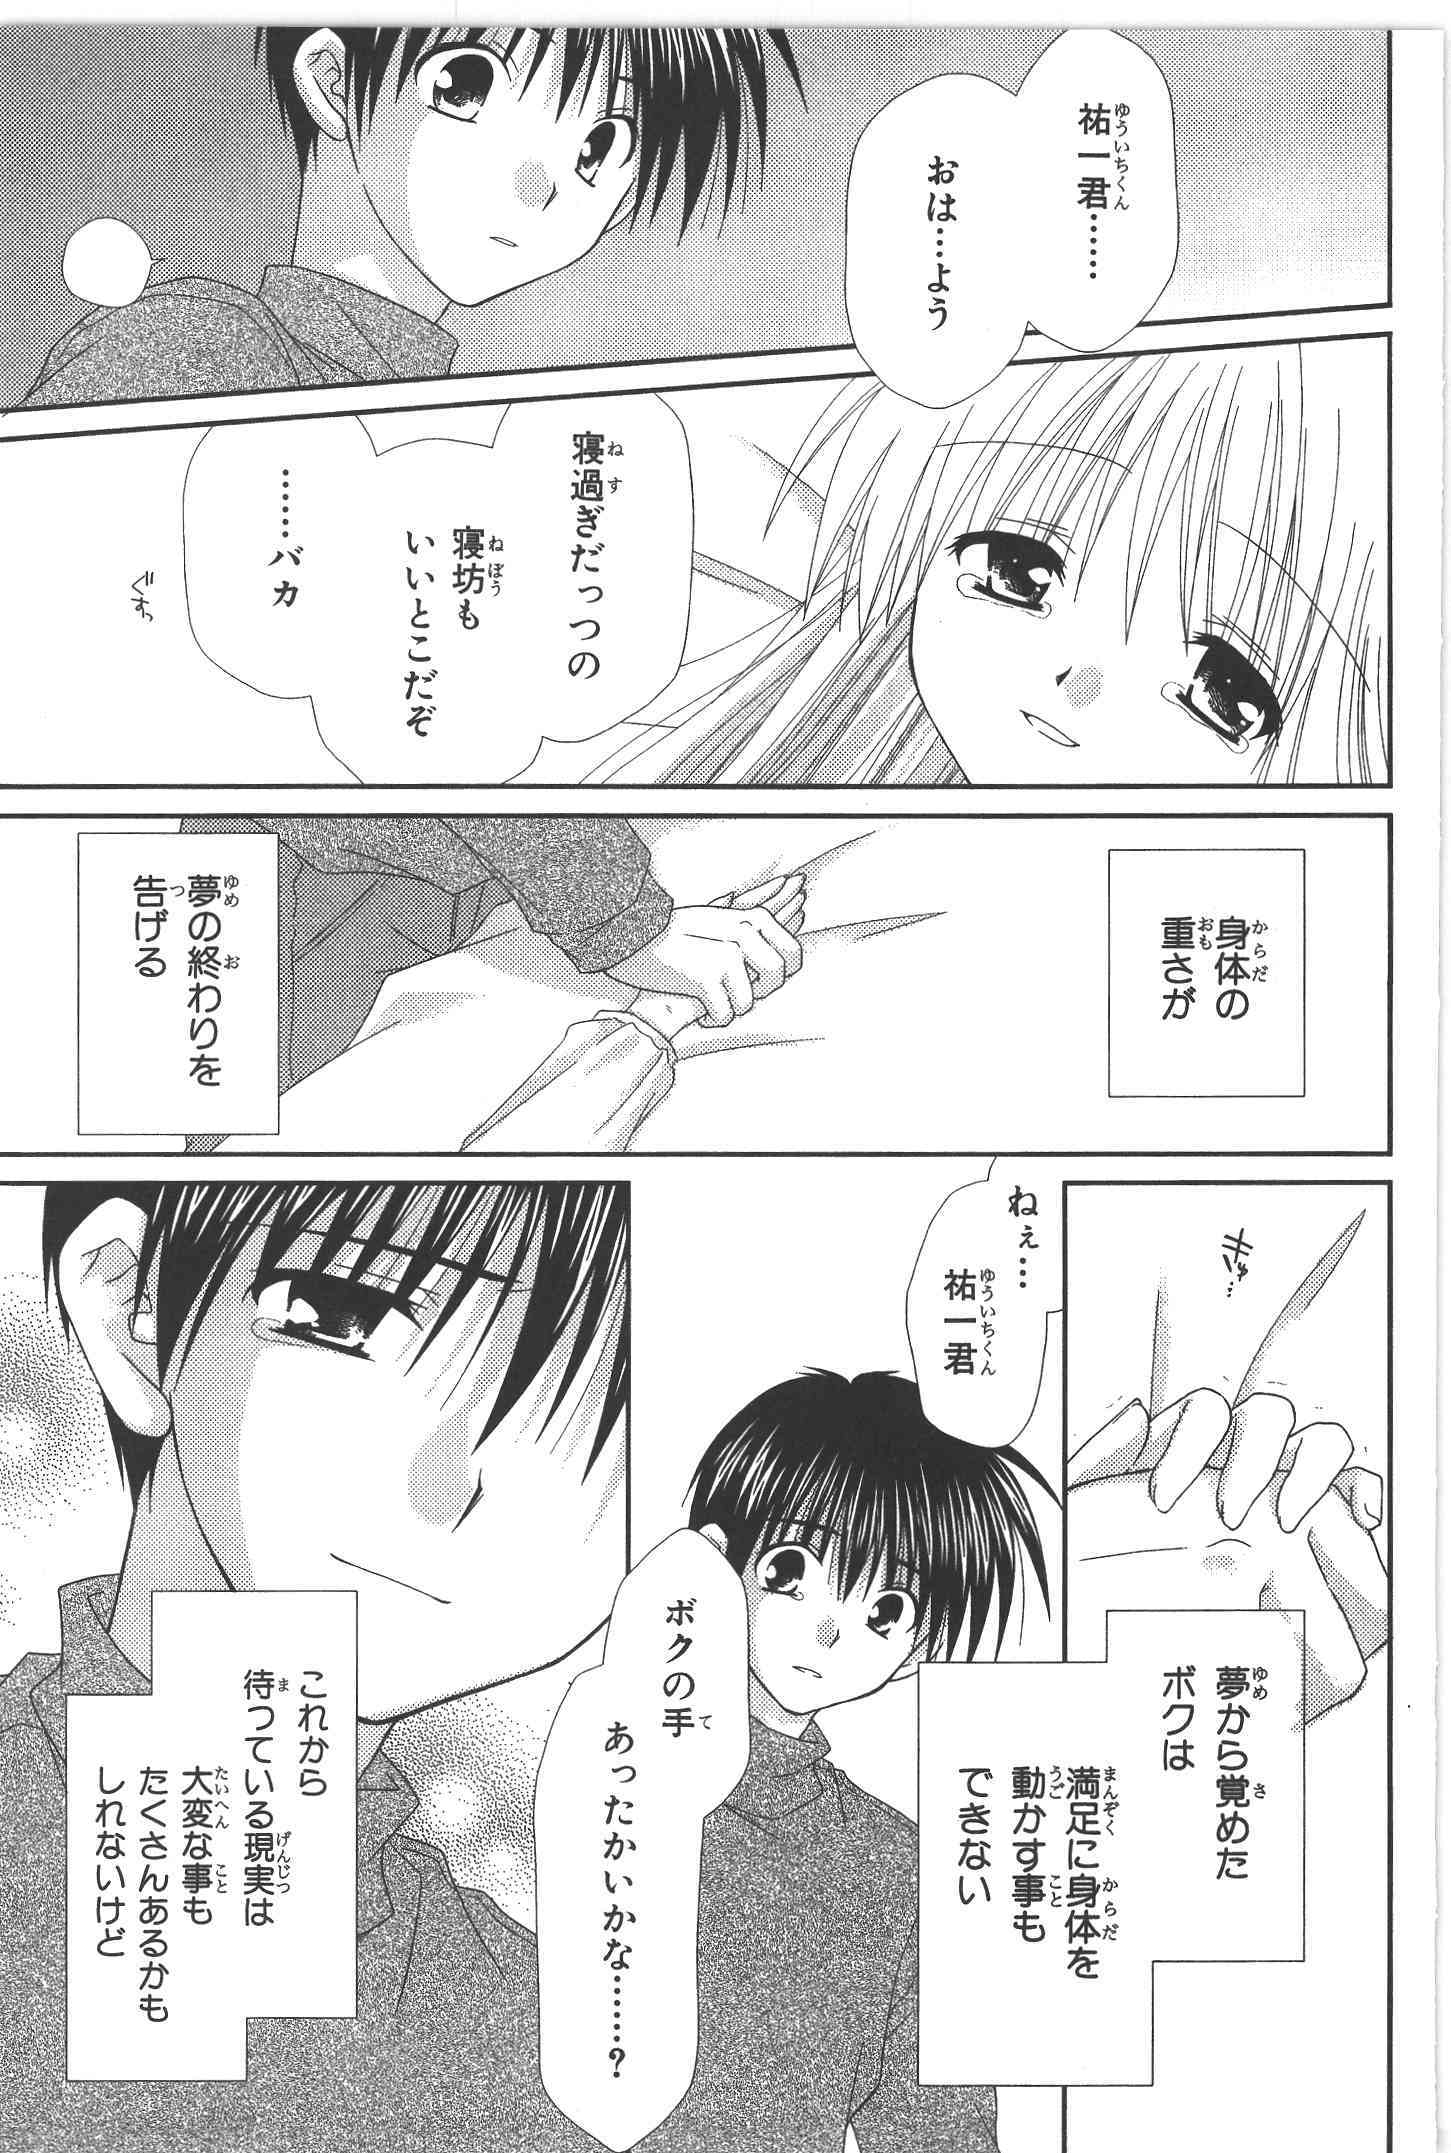 祐一君……
おは…よう
寝過ぎだっつの
寝坊も
いいとこだぞ
……バカ
ぐすっ
身体の
重さが
夢の終わりを
告げる
キュ…
夢から覚めた
ボクは
満足に身体を
動かす事も
できない
ねぇ…
祐一君
ボクの手
あったかいかな……？
これから
待っている現実は
大変な事も
たくさんあるかも
しれないけど